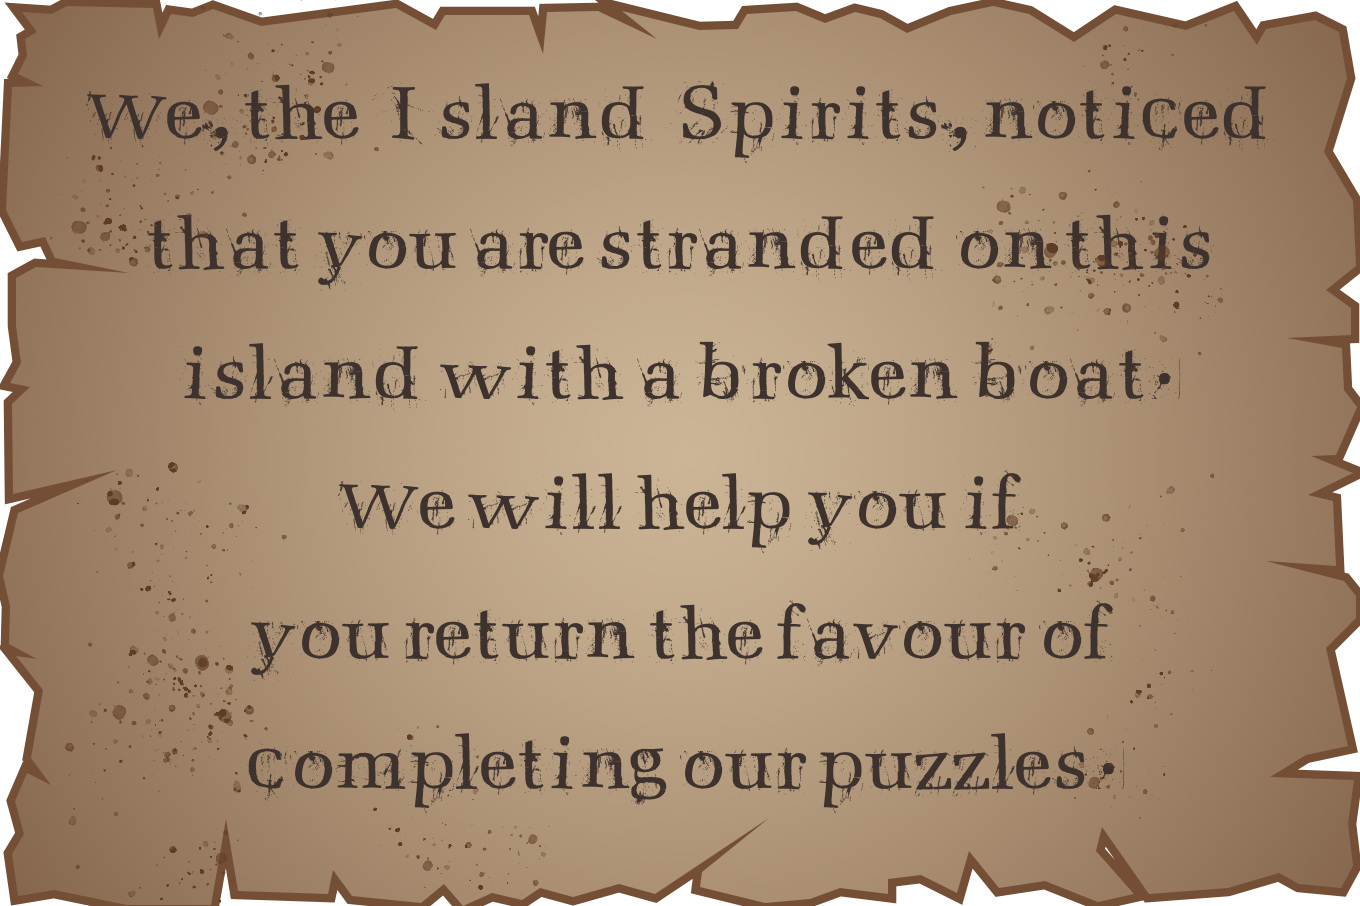 We, the Island Spirits, noticed
that you are stranded on this
island with a broken boat.
We will help you if
you return the favour of
completing our puzzles.